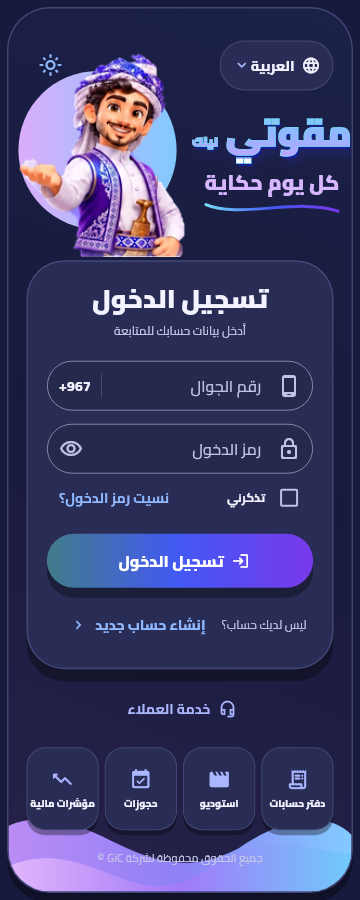 العربية
مقوتي
كل يوم حكاية
تسجيل الدخول
أدخل بيانات حسابك للمتابعة
رقم الجوال
+967
رمز الدخول
تذكرني
نسيت رمز الدخول؟
تسجيل الدخول
ليس لديك حساب؟ إنشاء حساب جديد
خدمة العملاء
دفتر حسابات
استوديو
حجوزات
مؤشرات مالية
جميع الحقوق محفوظة لشركة GiC ©